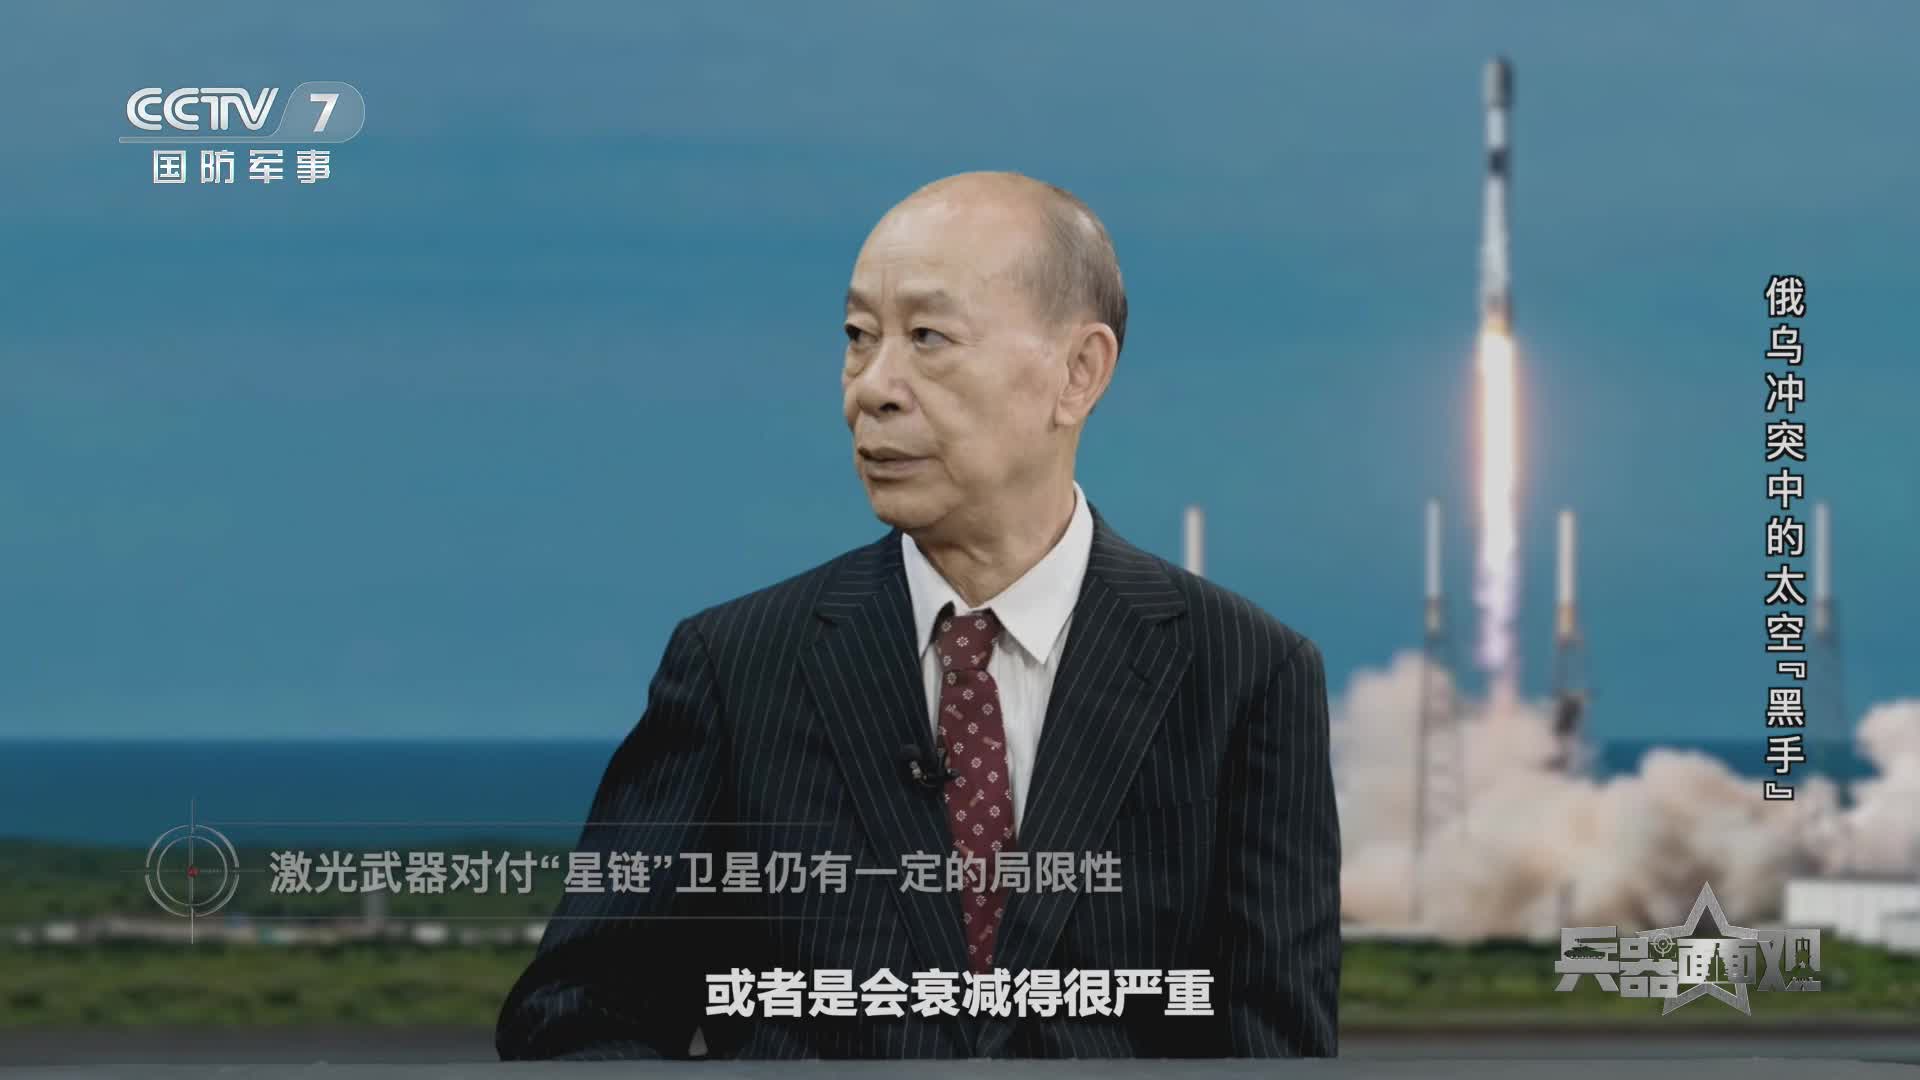 CCTV 7
国防军事
俄乌冲突中的太空『黑手』
激光武器对付“星链”卫星仍有一定的局限性
兵器面面观
或者是会衰减得很严重